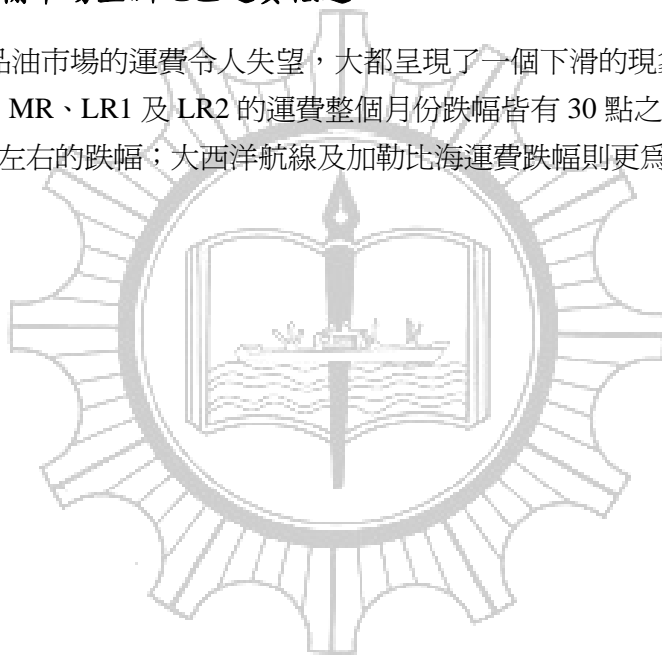 品油市場的運費令人失望，大都呈現了一個下滑的現
MR、LR1 及 LR2 的運費整個月份跌幅皆有 30 點之
左右的跌幅；大西洋航線及加勒比海運費跌幅則更為